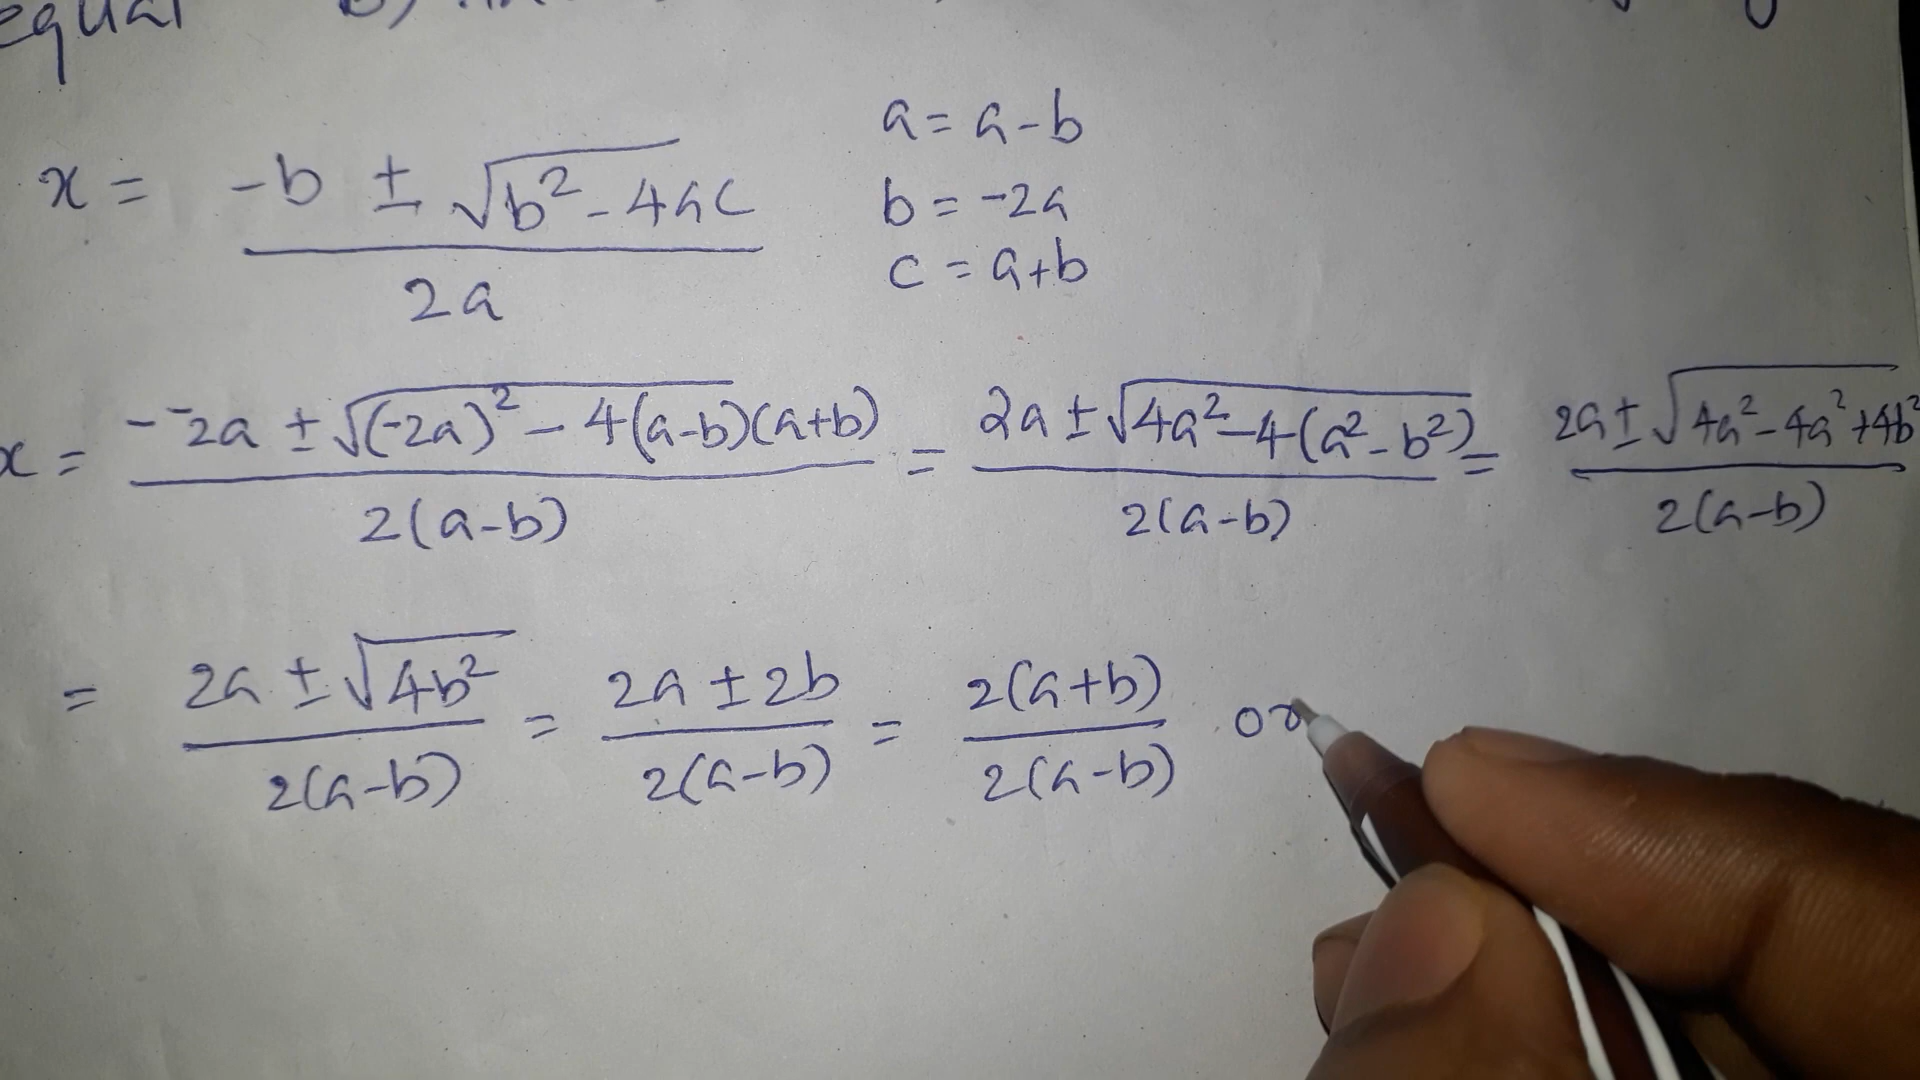 equal B)
x = (-b ± √(b² - 4ac)) / 2a
a = a-b
b = -2a
c = a+b
x = (- -2a ± √((-2a)² - 4(a-b)(a+b))) / 2(a-b) = (2a ± √(4a² - 4(a² - b²))) / 2(a-b) = (2a ± √(4a² - 4a² + 4b²)) / 2(a-b)
= (2a ± √(4b²)) / 2(a-b) = (2a ± 2b) / 2(a-b) = 2(a+b) / 2(a-b) or